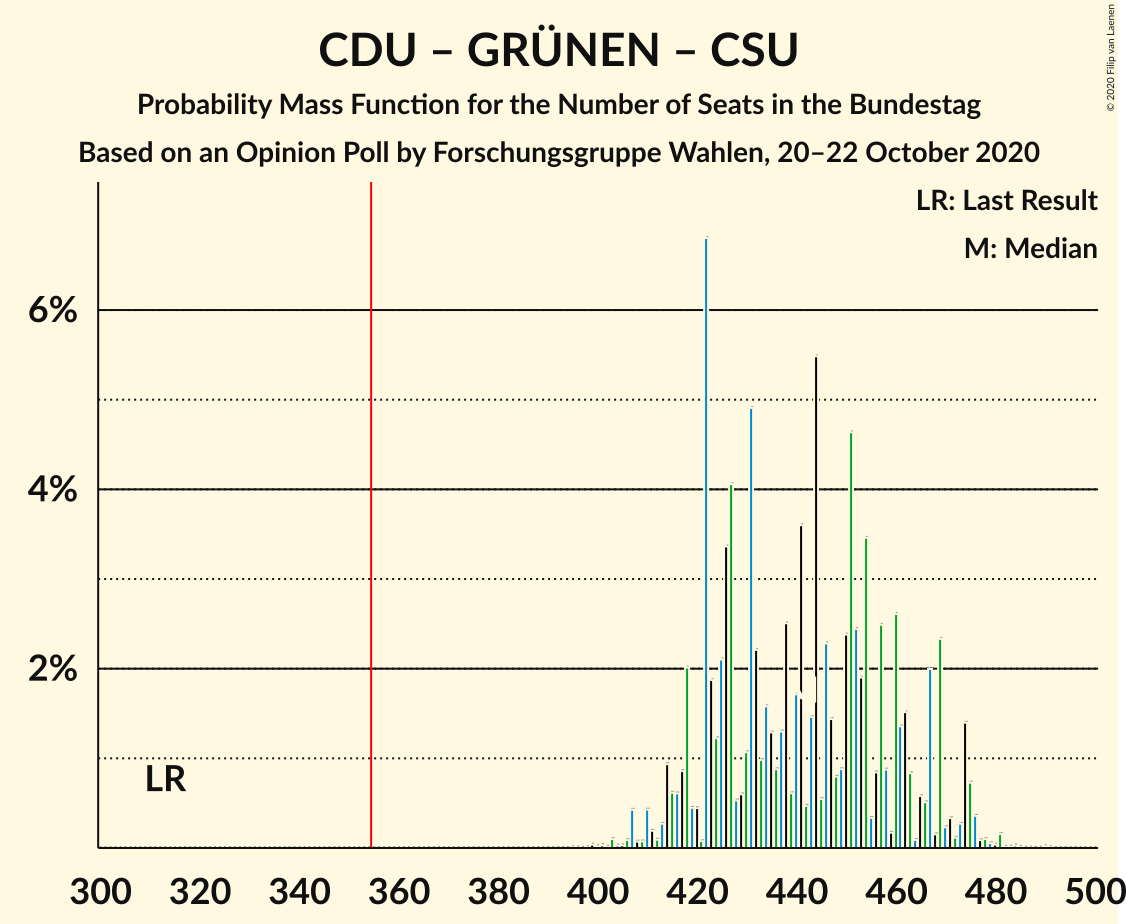 CDU – GRÜNEN – CSU
Probability Mass Function for the Number of Seats in the Bundestag
Based on an Opinion Poll by Forschungsgruppe Wahlen, 20–22 October 2020
© 2020 Filip van Laenen
LR: Last Result
M: Median
6%
4%
2%
LR
300 320 340 360 380 400 420 440 460 480 500